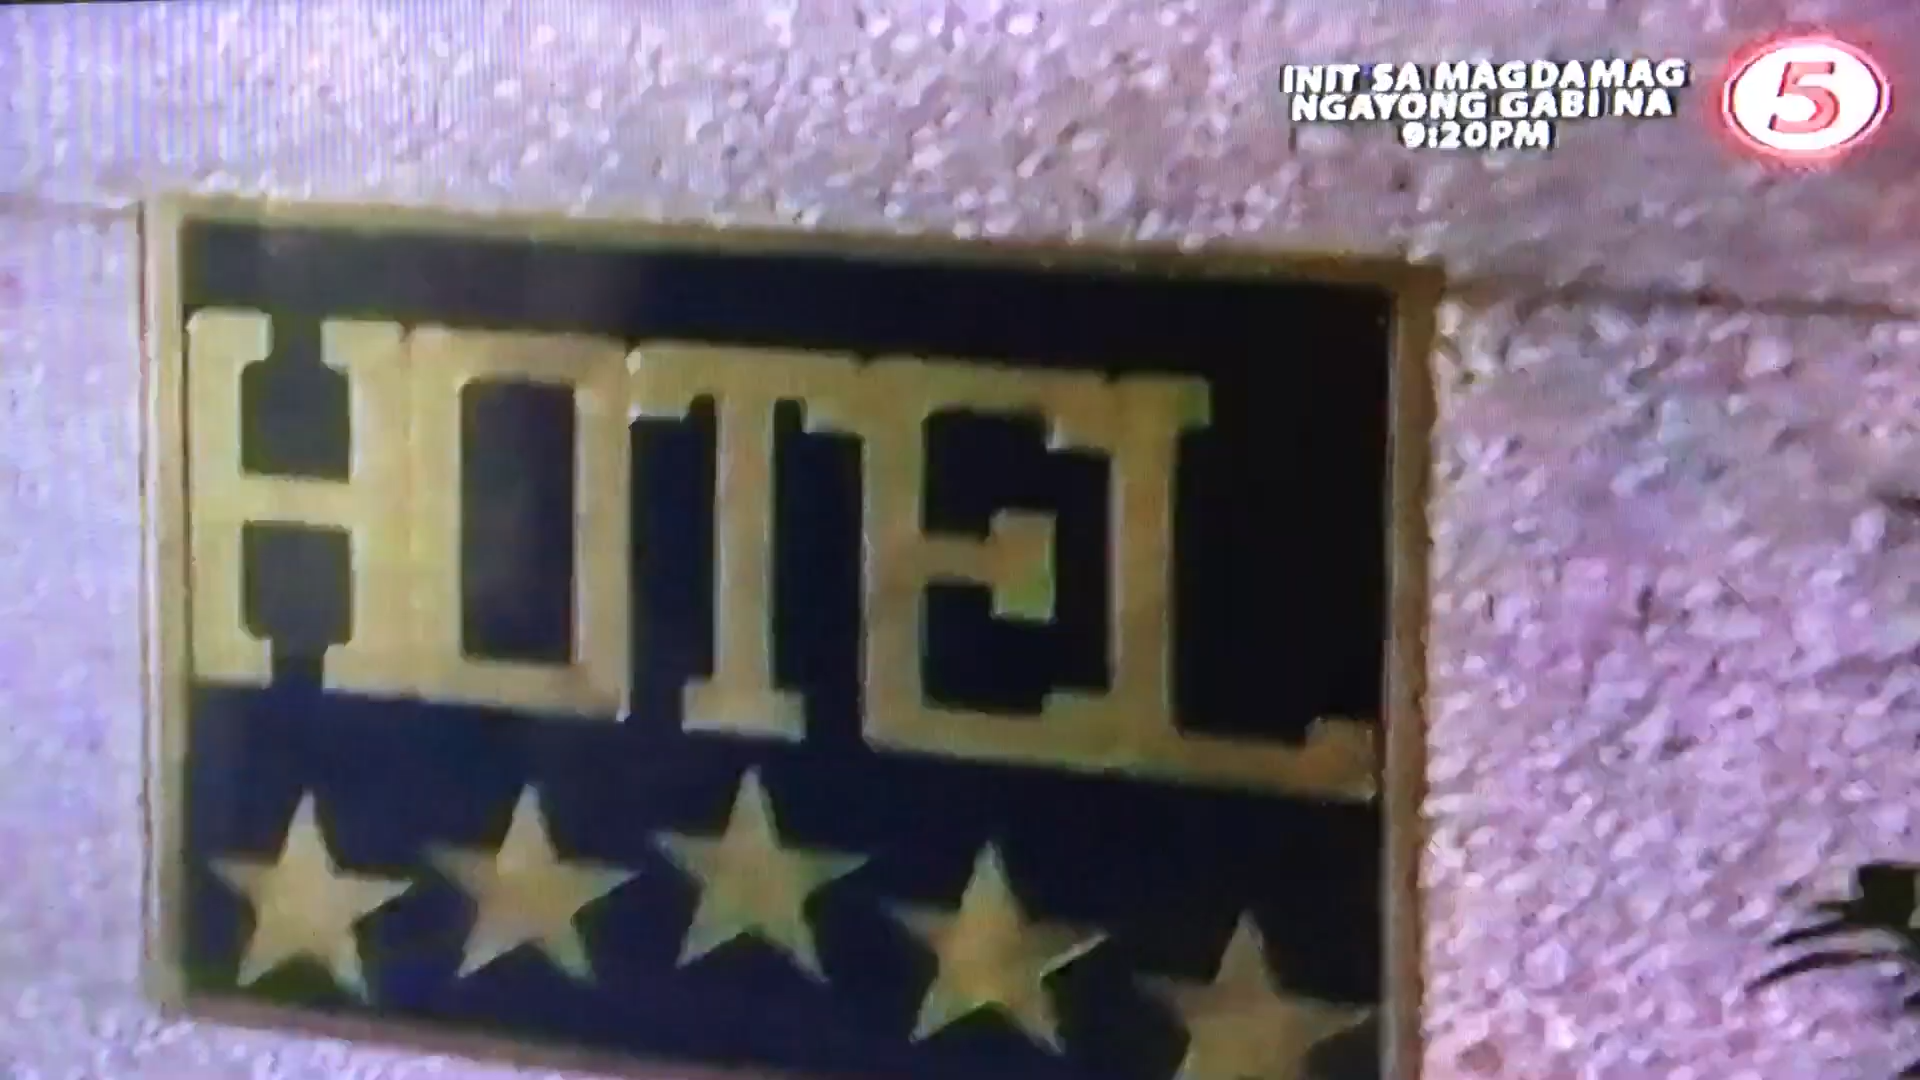 INIT SA MAGDAMAG
NGAYONG GABI NA
9:20PM
5
HOTEL